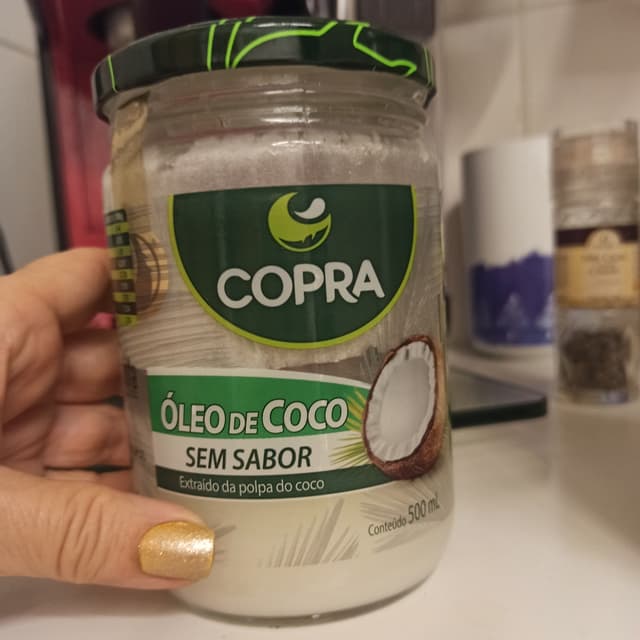 COPRA
ÓLEO DE COCO
SEM SABOR
Extraído da polpa do coco
Conteúdo 500 mL